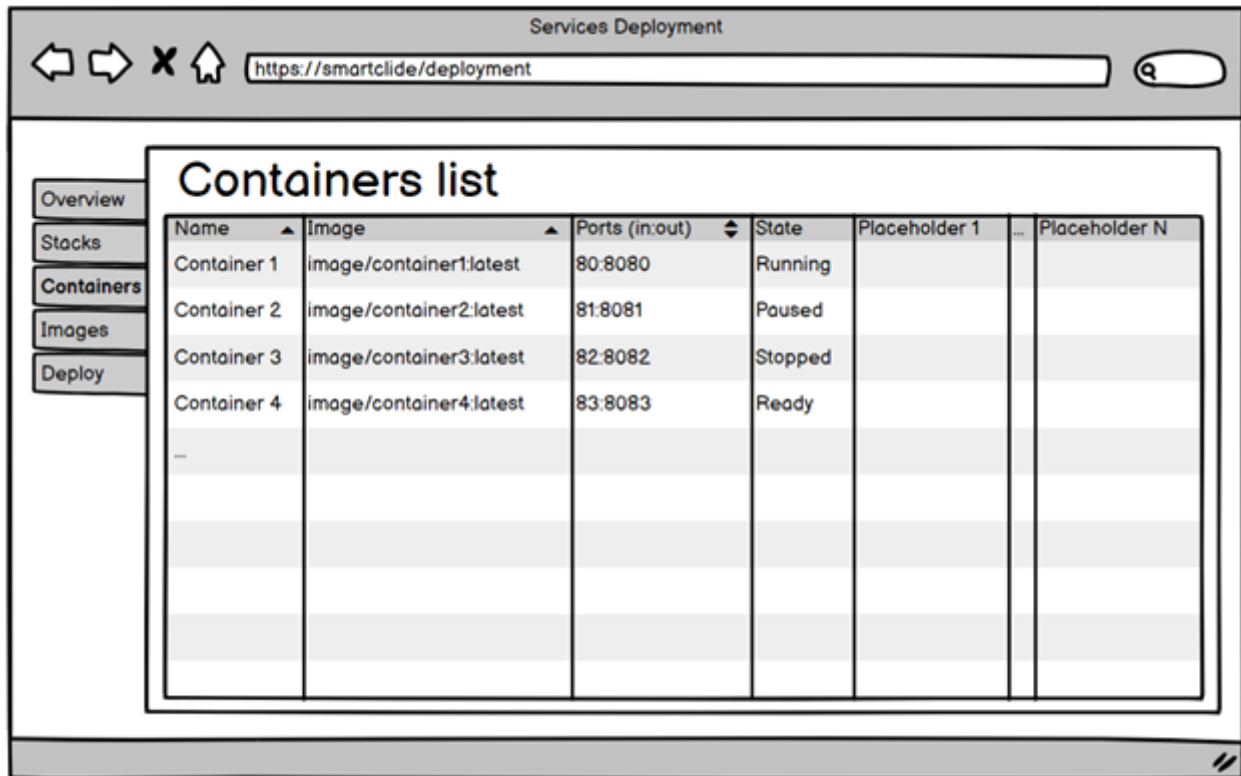 Services Deployment
https://smartclide/deployment
Overview
Stacks
Containers
Images
Deploy
Containers list
Name Image Ports (in:out) State Placeholder 1 ... Placeholder N
Container 1 image/container1:latest 80:8080 Running
Container 2 image/container2:latest 81:8081 Paused
Container 3 image/container3:latest 82:8082 Stopped
Container 4 image/container4:latest 83:8083 Ready
...